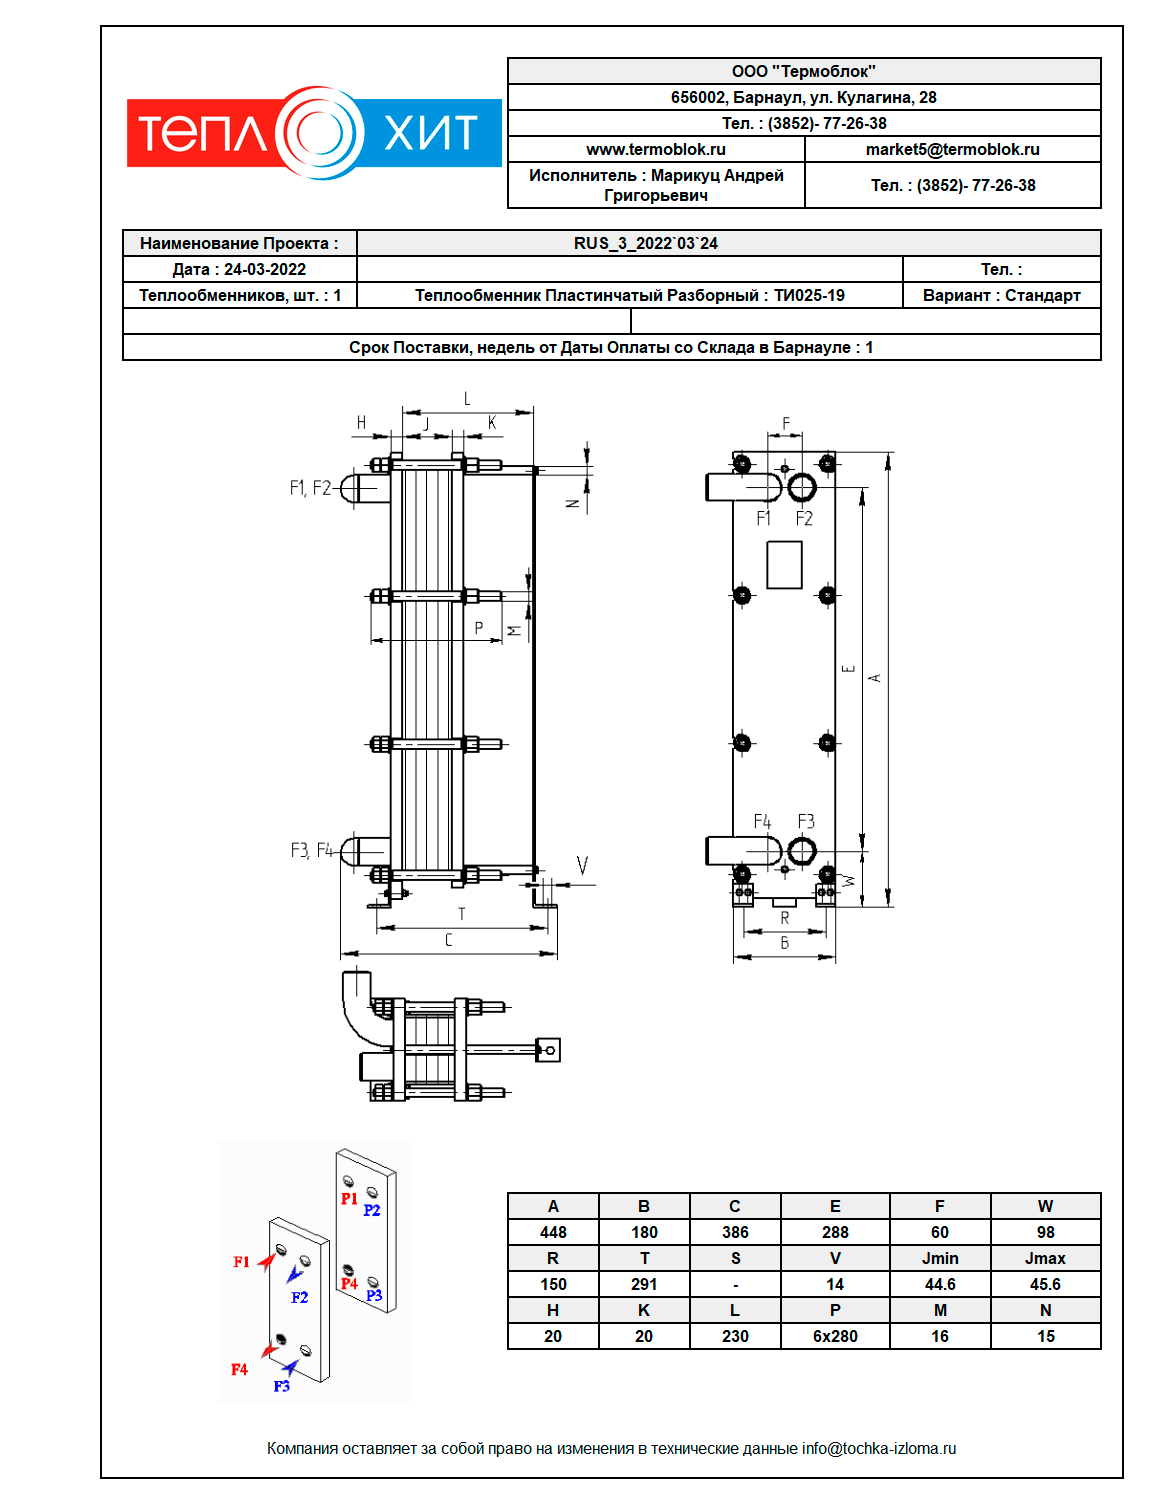 ТЕПЛ ХИТ
ООО "Термоблок"
656002, Барнаул, ул. Кулагина, 28
Тел. : (3852)- 77-26-38
www.termoblok.ru market5@termoblok.ru
Исполнитель : Марикуц Андрей
Григорьевич
Тел. : (3852)- 77-26-38
Наименование Проекта : RUS_3_2022`03`24
Дата : 24-03-2022 Тел. :
Теплообменников, шт. : 1 Теплообменник Пластинчатый Разборный : ТИ025-19 Вариант : Стандарт
Срок Поставки, недель от Даты Оплаты со Склада в Барнауле : 1
L
H J K
F1, F2
N
P M
F3, F4
V
T
C
F
F1 F2
E A
F4 F3
W
R
B
P1
P2
P4
P3
F1
F2
F4
F3
A B C E F W
448 180 386 288 60 98
R T S V Jmin Jmax
150 291 - 14 44.6 45.6
H K L P M N
20 20 230 6x280 16 15
Компания оставляет за собой право на изменения в технические данные info@tochka-izloma.ru